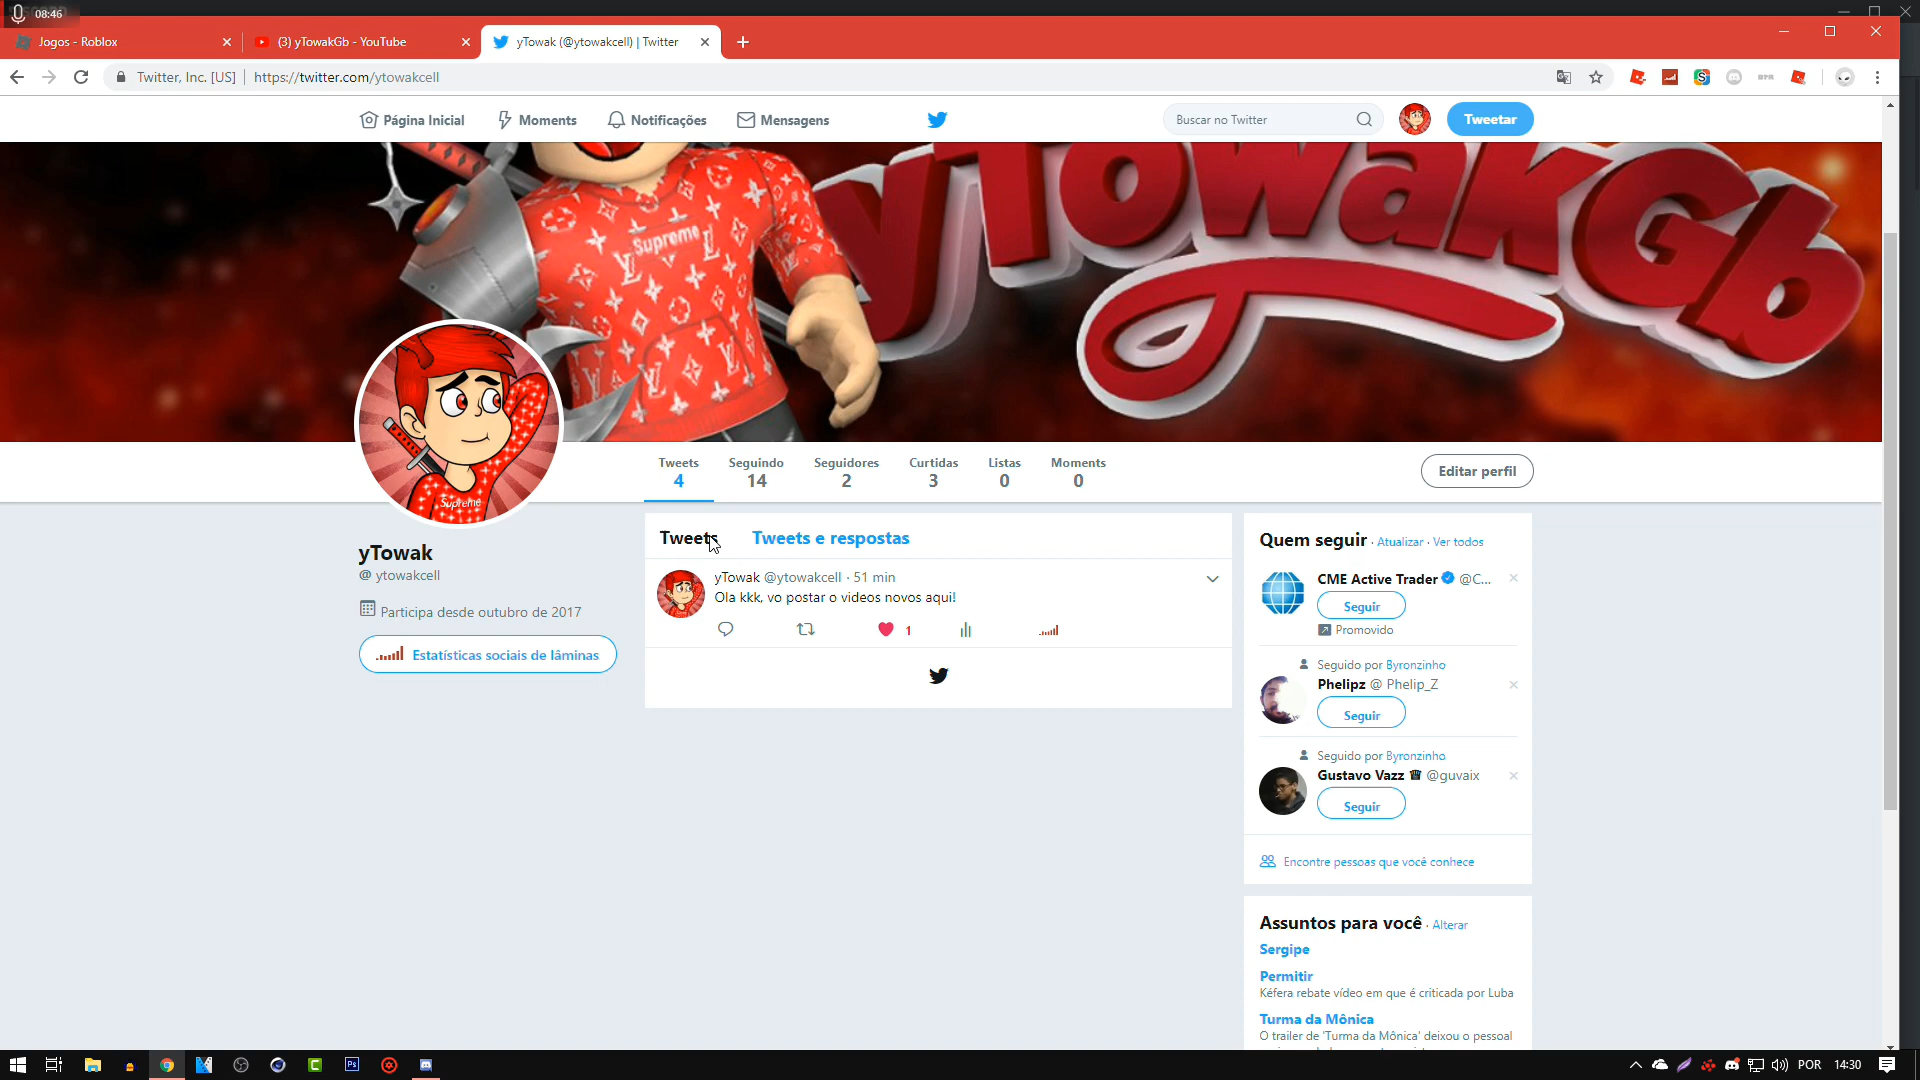 08:46
Jogos - Roblox
(3) yTowakGb - YouTube
yTowak (@ytowakcell) | Twitter
Twitter, Inc. [US]
https://twitter.com/ytowakcell
Página Inicial
Moments
Notificações
Mensagens
Buscar no Twitter
Tweetar
Supreme
yTowakGb
Supreme
Tweets
4
Seguindo
14
Seguidores
2
Curtidas
3
Listas
0
Moments
0
Editar perfil
yTowak
@ ytowakcell
Participa desde outubro de 2017
Estatísticas sociais de lâminas
Tweets
Tweets e respostas
yTowak @ytowakcell · 51 min
Ola kkk, vo postar o videos novos aqui!
1
Quem seguir · Atualizar · Ver todos
CME Active Trader @C...
Seguir
Promovido
Seguido por Byronzinho
Phelipz @ Phelip_Z
Seguir
Seguido por Byronzinho
Gustavo Vazz @guvaix
Seguir
Encontre pessoas que você conhece
Assuntos para você · Alterar
Sergipe
Permitir
Kéfera rebate vídeo em que é criticada por Luba
Turma da Mônica
O trailer de 'Turma da Mônica' deixou o pessoal
Ps
POR
14:30